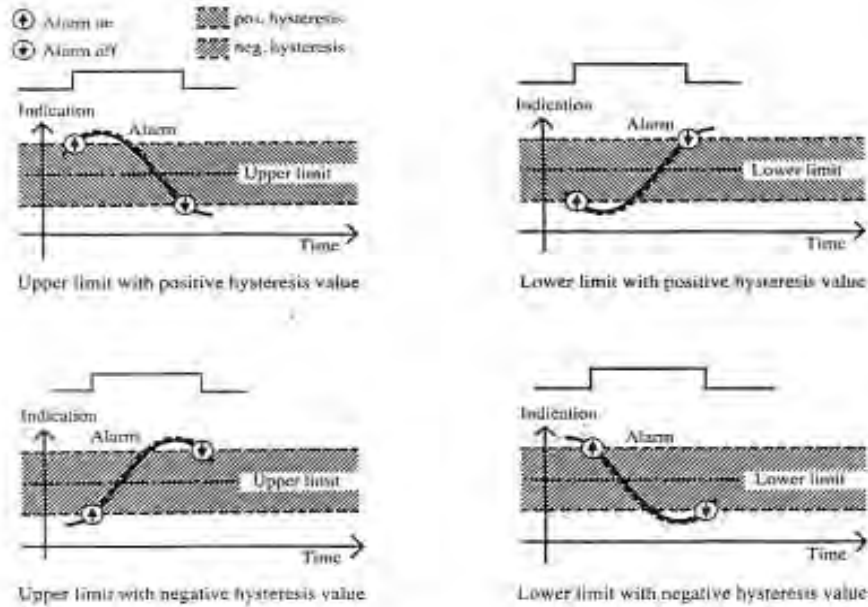 Alarm on
Alarm off
pos. hysteresis
neg. hysteresis
Indication
Alarm
Upper limit
Time
Upper limit with positive hysteresis value
Indication
Alarm
Lower limit
Time
Lower limit with positive hysteresis value
Indication
Alarm
Upper limit
Time
Upper limit with negative hysteresis value
Indication
Alarm
Lower limit
Time
Lower limit with negative hysteresis value